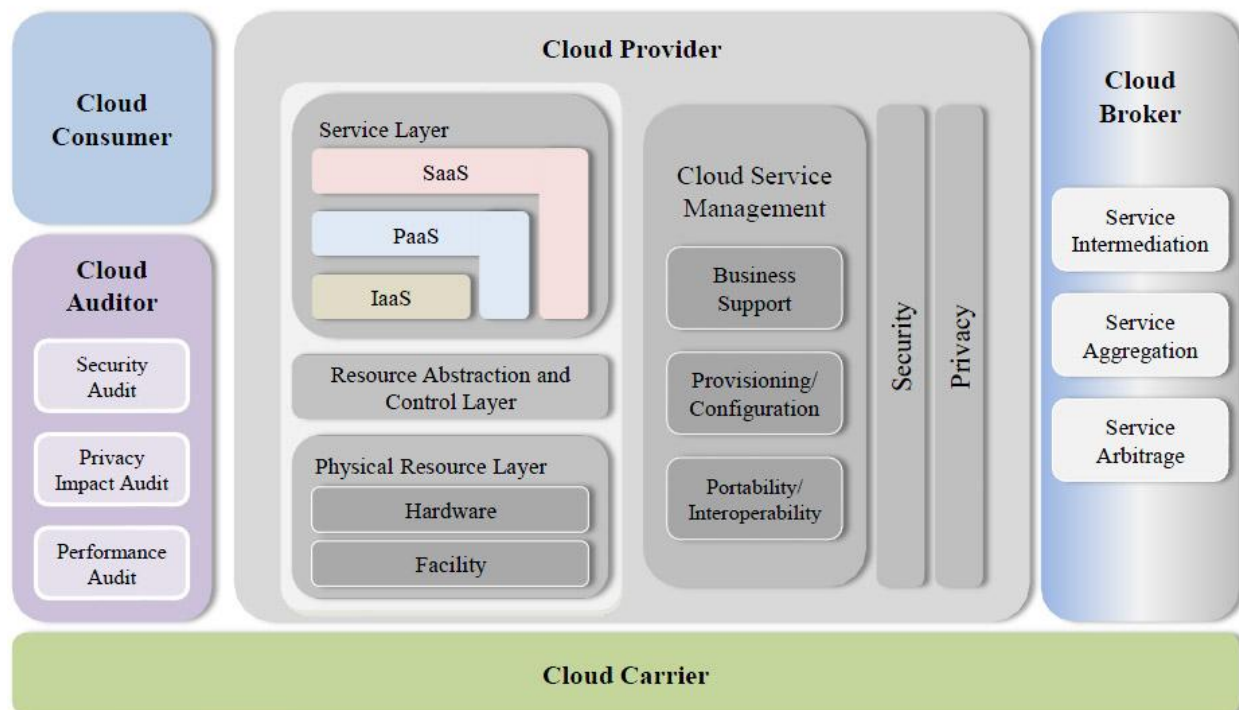 Cloud
Consumer
Cloud
Auditor
Security
Audit
Privacy
Impact Audit
Performance
Audit
Cloud Provider
Service Layer
SaaS
PaaS
IaaS
Resource Abstraction and
Control Layer
Physical Resource Layer
Hardware
Facility
Cloud Service
Management
Business
Support
Provisioning/
Configuration
Portability/
Interoperability
Security
Privacy
Cloud
Broker
Service
Intermediation
Service
Aggregation
Service
Arbitrage
Cloud Carrier